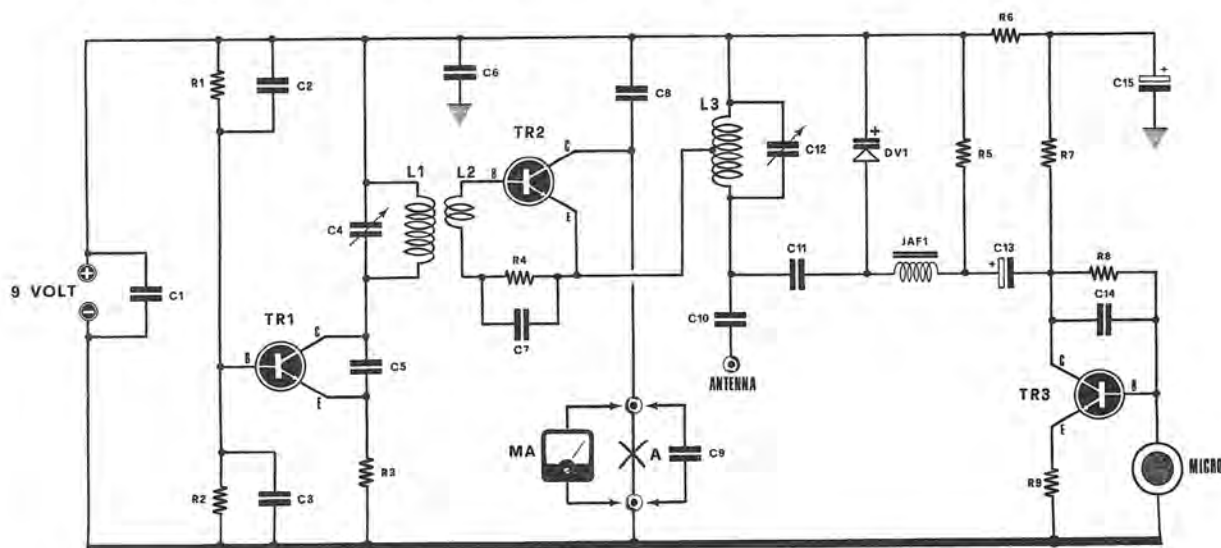 R6
R1
C2
C6
C8
L3
C12
DV1
R5
R7
C15
+
TR2
C
B
E
L1
L2
C4
R4
C7
C11
JAF1
C13
+
R8
C14
9 VOLT
+
-
C1
TR1
C
B
E
C5
C10
ANTENNA
TR3
C
B
E
MA
A
C9
R2
C3
R3
R9
MICRO
+